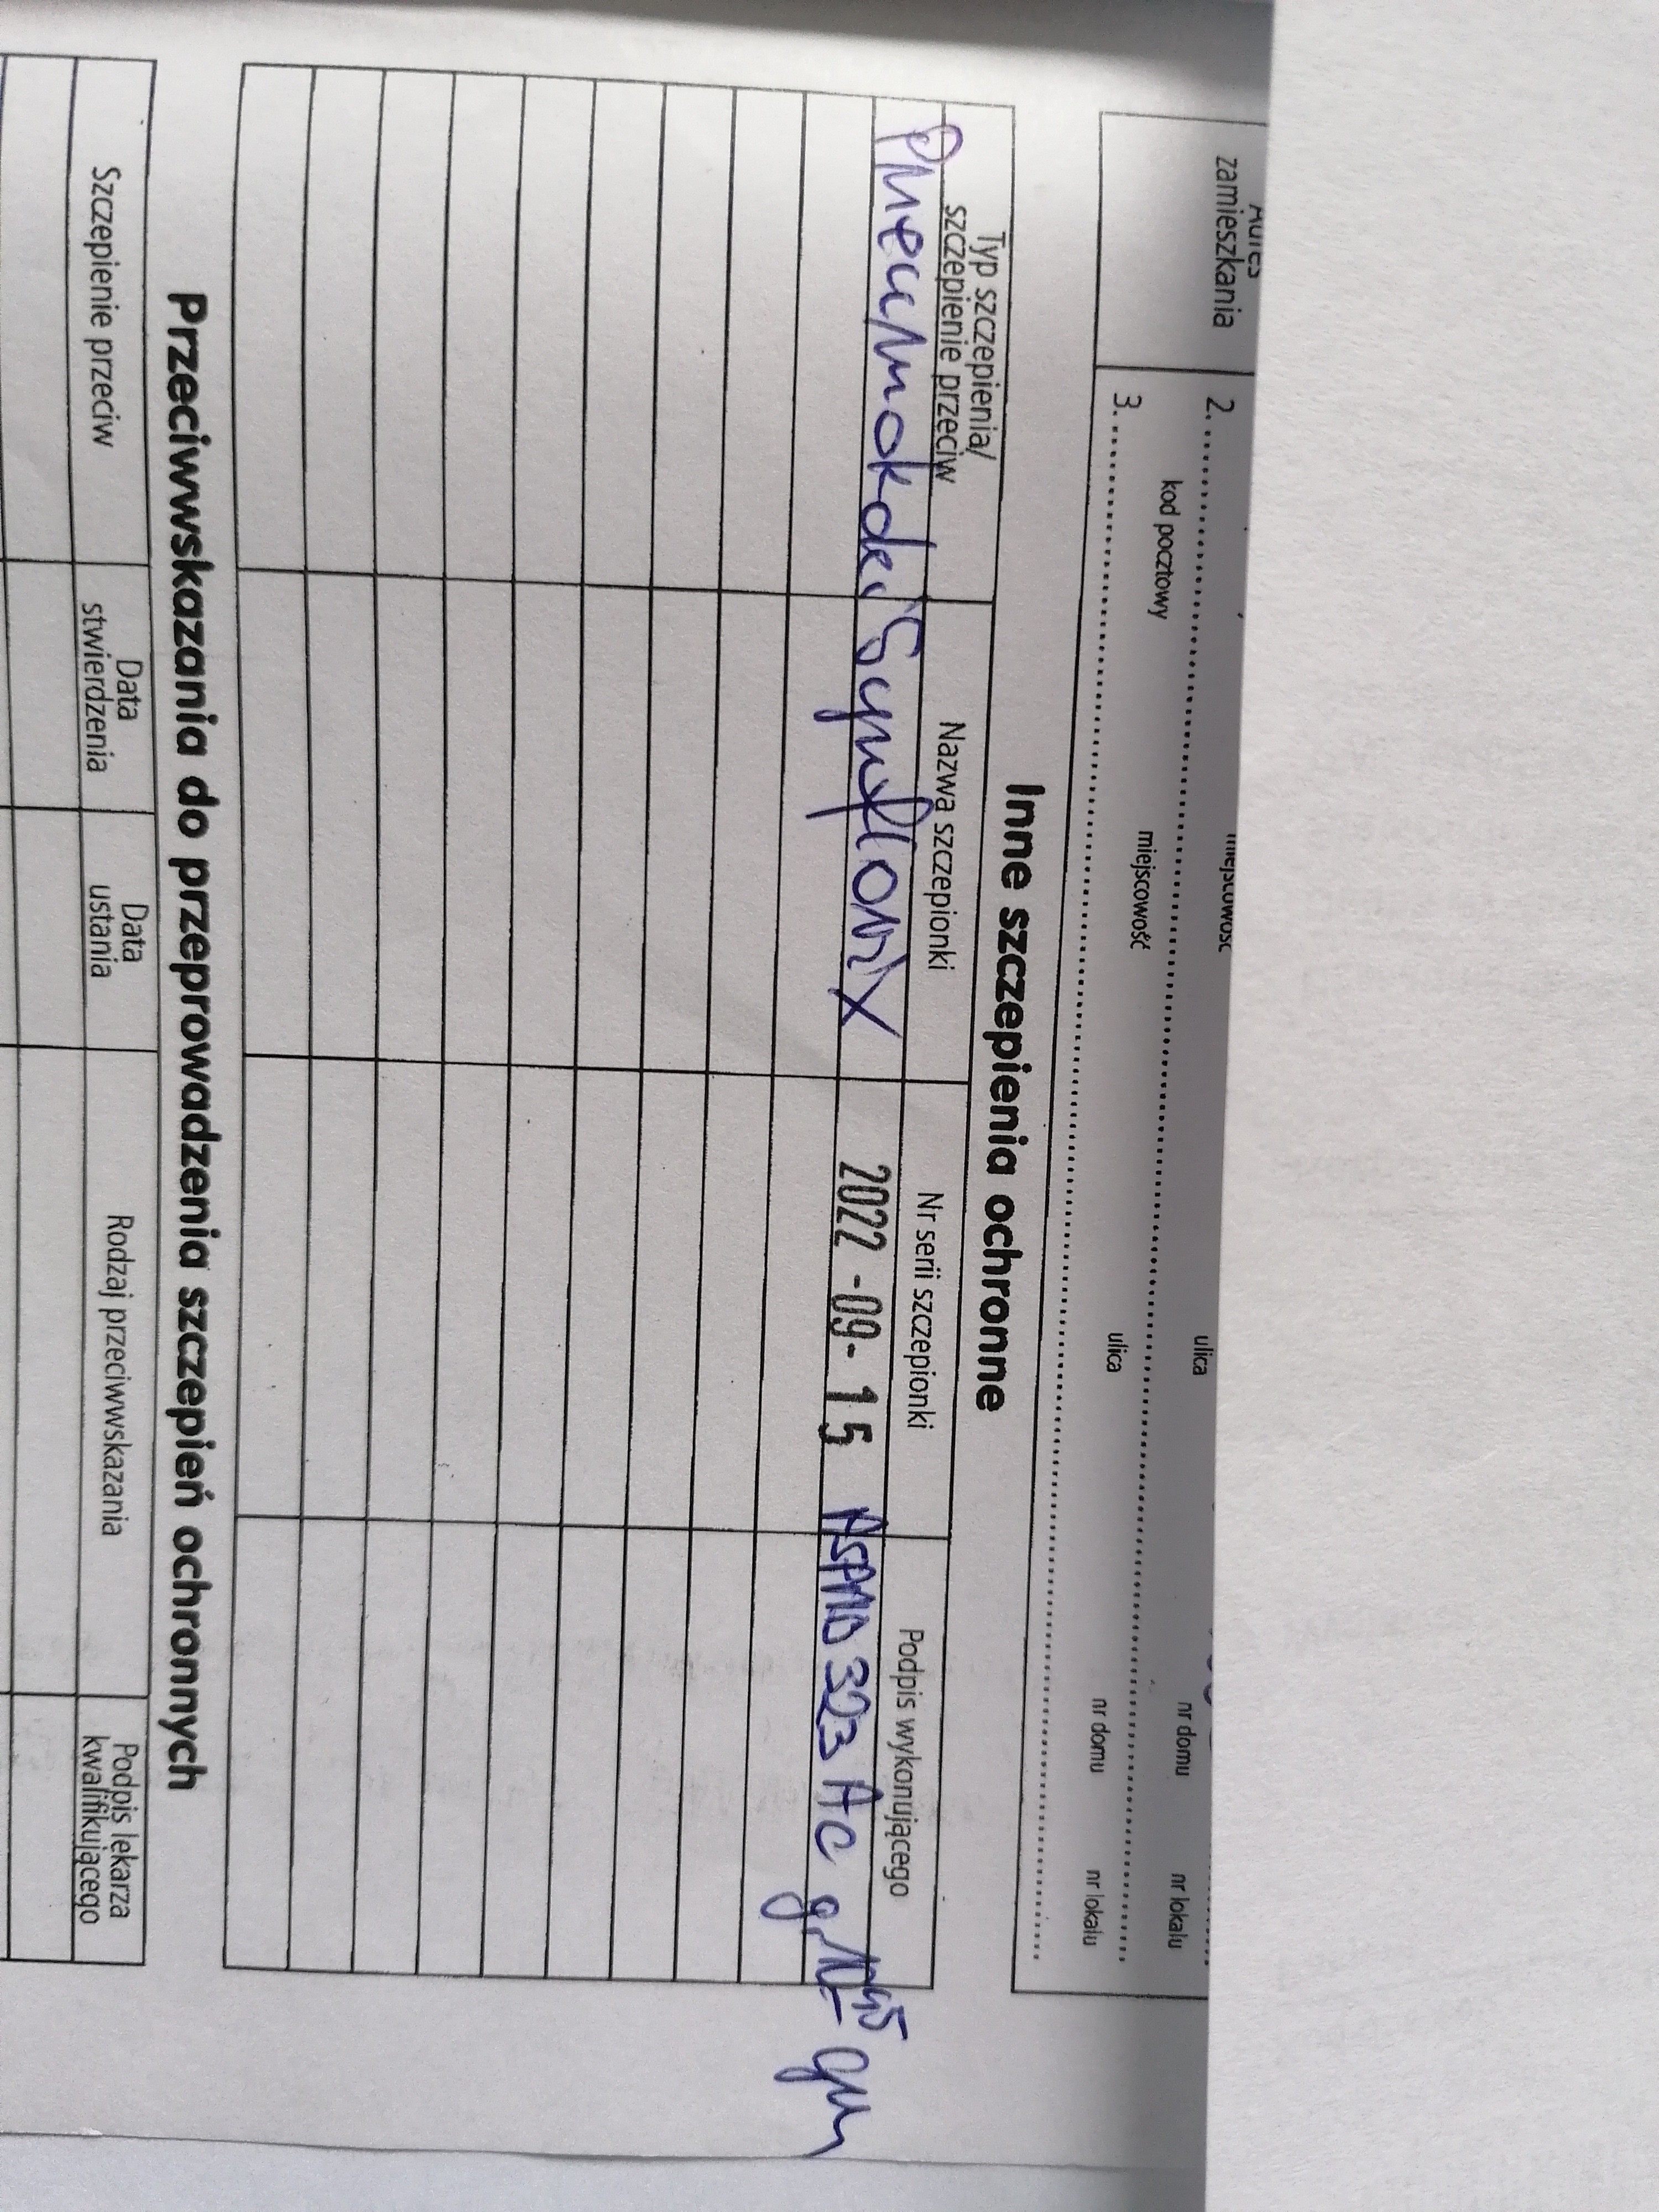 zamieszkania
2.
miejscowość ulica
kod pocztowy nr domu nr lokalu
3.
miejscowość ulica nr domu nr lokalu
Inne szczepienia ochronne
Typ szczepienia/
szczepienie przeciw
Nazwa szczepionki
Nr serii szczepionki
Podpis wykonującego
Synflorix 2022 -09- 15 323 AC g.
Przeciwwskazania do przeprowadzenia szczepień ochronnych
Szczepienie przeciw
Data
stwierdzenia
Data
ustania
Rodzaj przeciwwskazania
Podpis lekarza
kwalifikującego